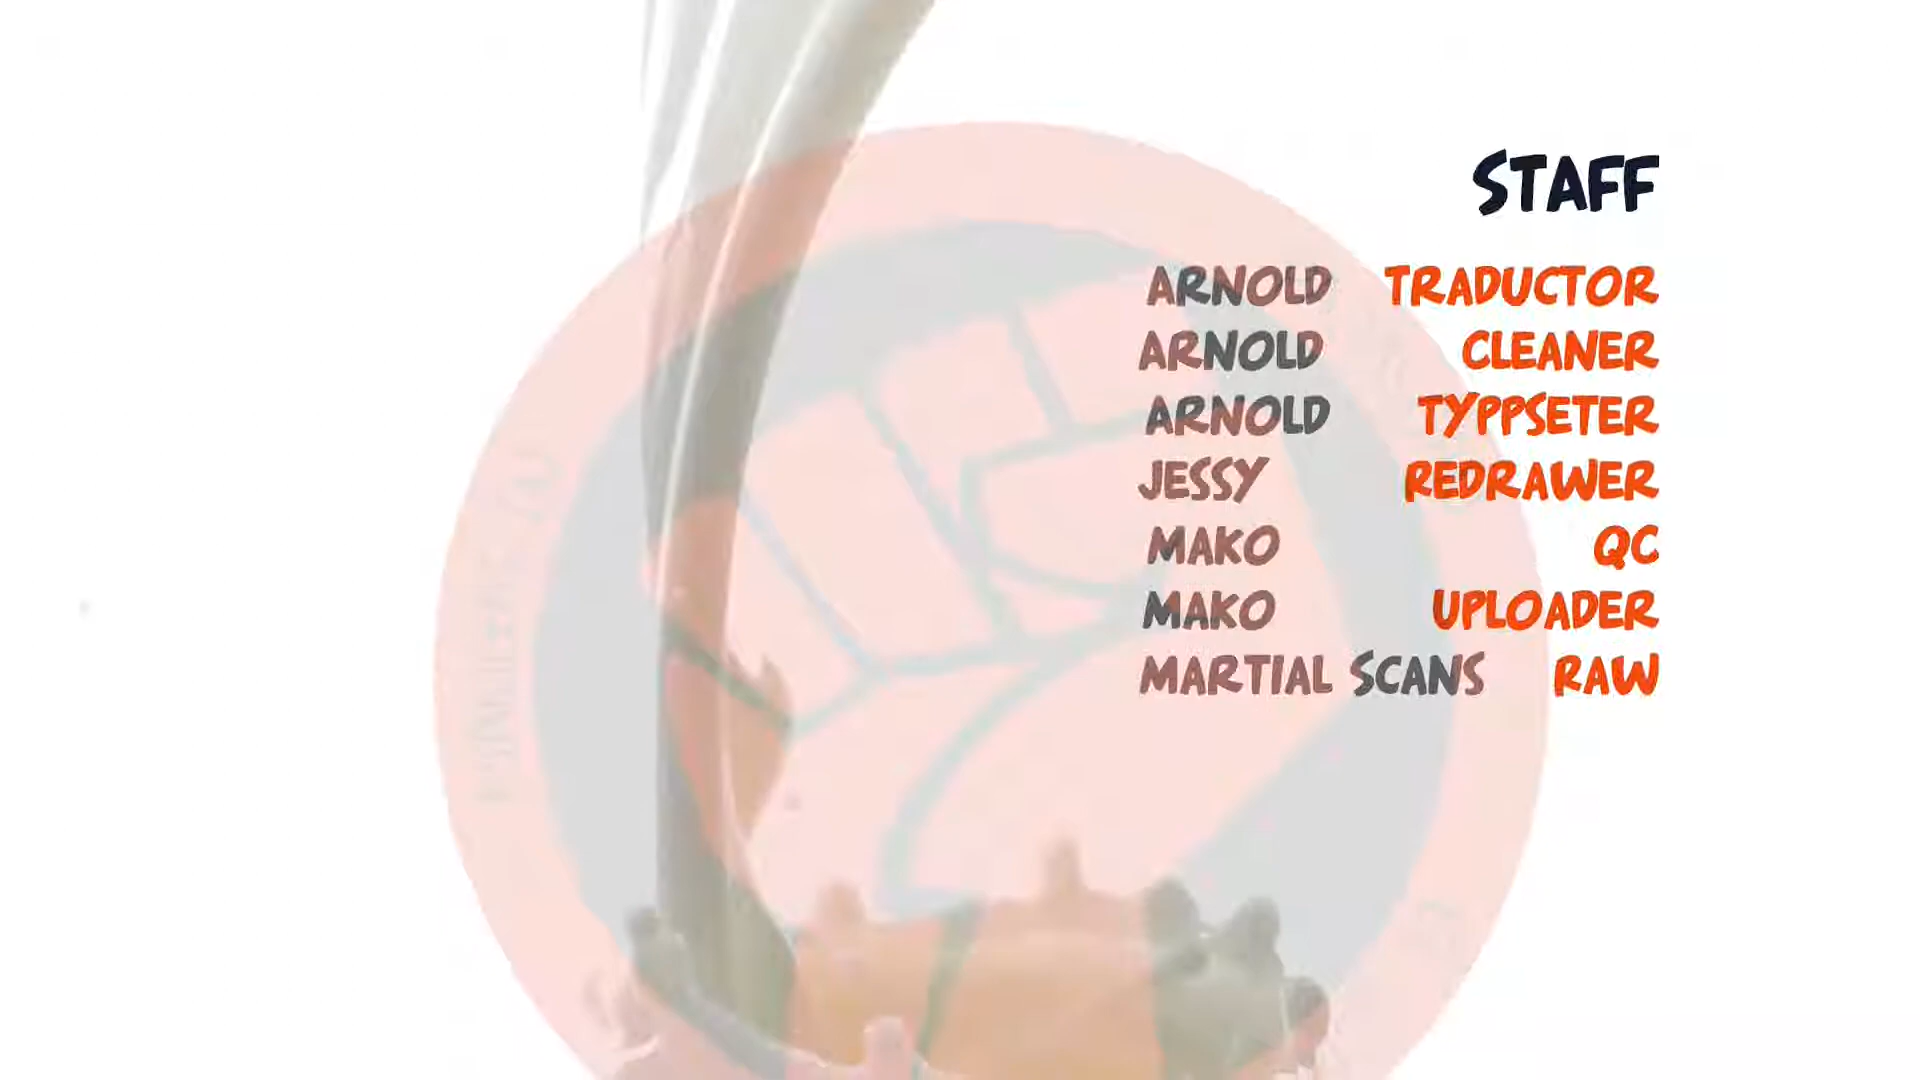 STAFF
ARNOLD TRADUCTOR
ARNOLD CLEANER
ARNOLD TYPPSETER
JESSY REDRAWER
MAKO QC
MAKO UPLOADER
MARTIAL SCANS RAW